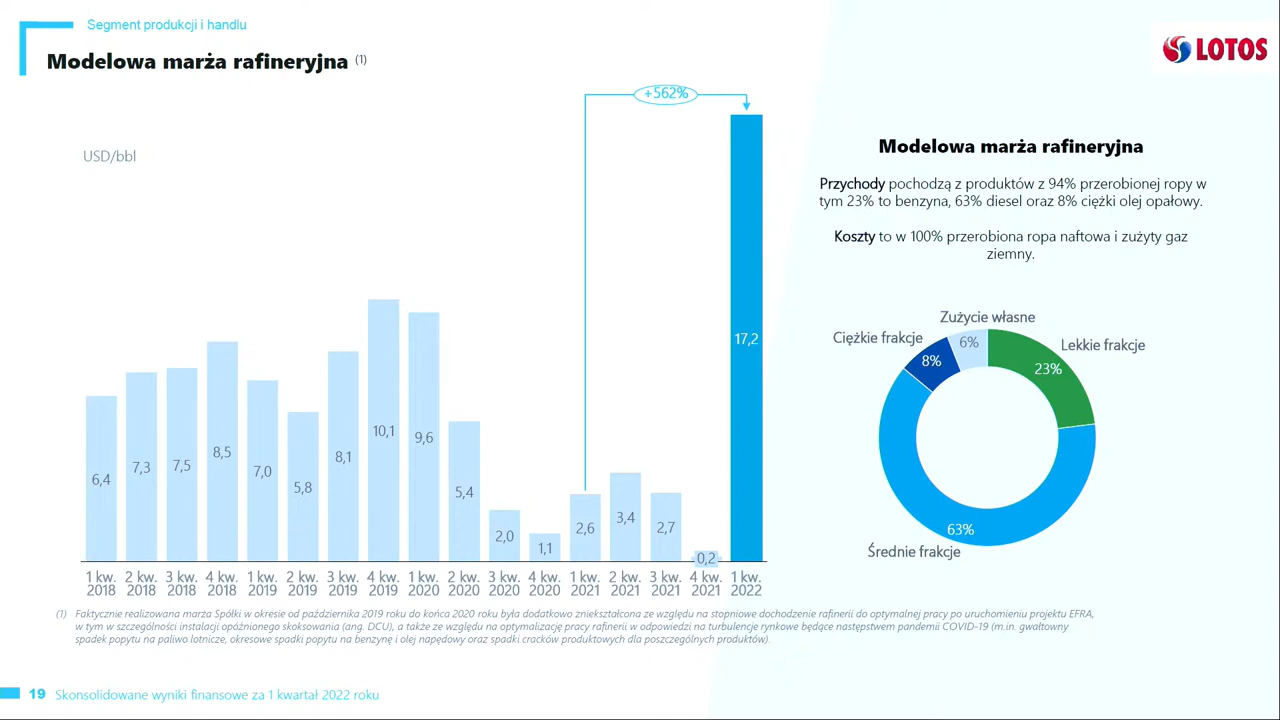 Segment produkcji i handlu
Modelowa marża rafineryjna (1)
LOTOS
+562%
USD/bbl
6,4
7,3
7,5
8,5
7,0
5,8
8,1
10,1
9,6
5,4
2,0
1,1
2,6
3,4
2,7
0,2
17,2
1 kw. 2018
2 kw. 2018
3 kw. 2018
4 kw. 2018
1 kw. 2019
2 kw. 2019
3 kw. 2019
4 kw. 2019
1 kw. 2020
2 kw. 2020
3 kw. 2020
4 kw. 2020
1 kw. 2021
2 kw. 2021
3 kw. 2021
4 kw. 2021
1 kw. 2022
Modelowa marża rafineryjna
Przychody pochodzą z produktów z 94% przerobionej ropy w
tym 23% to benzyna, 63% diesel oraz 8% ciężki olej opałowy.
Koszty to w 100% przerobiona ropa naftowa i zużyty gaz
ziemny.
Zużycie własne
6%
Ciężkie frakcje
8%
Lekkie frakcje
23%
63%
Średnie frakcje
(1) Faktycznie realizowana marża Spółki w okresie od października 2019 roku do końca 2020 roku była dodatkowo zniekształcona ze względu na stopniowe dochodzenie rafinerii do optymalnej pracy po uruchomieniu projektu EFRA,
w tym w szczególności instalacji opóźnionego skoksowania (ang. DCU), a także ze względu na optymalizację pracy rafinerii w odpowiedzi na turbulencje rynkowe będące następstwem pandemii COVID-19 (m.in. gwałtowny
spadek popytu na paliwo lotnicze, okresowe spadki popytu na benzynę i olej napędowy oraz spadki cracków produktowych dla poszczególnych produktów).
19 Skonsolidowane wyniki finansowe za 1 kwartał 2022 roku